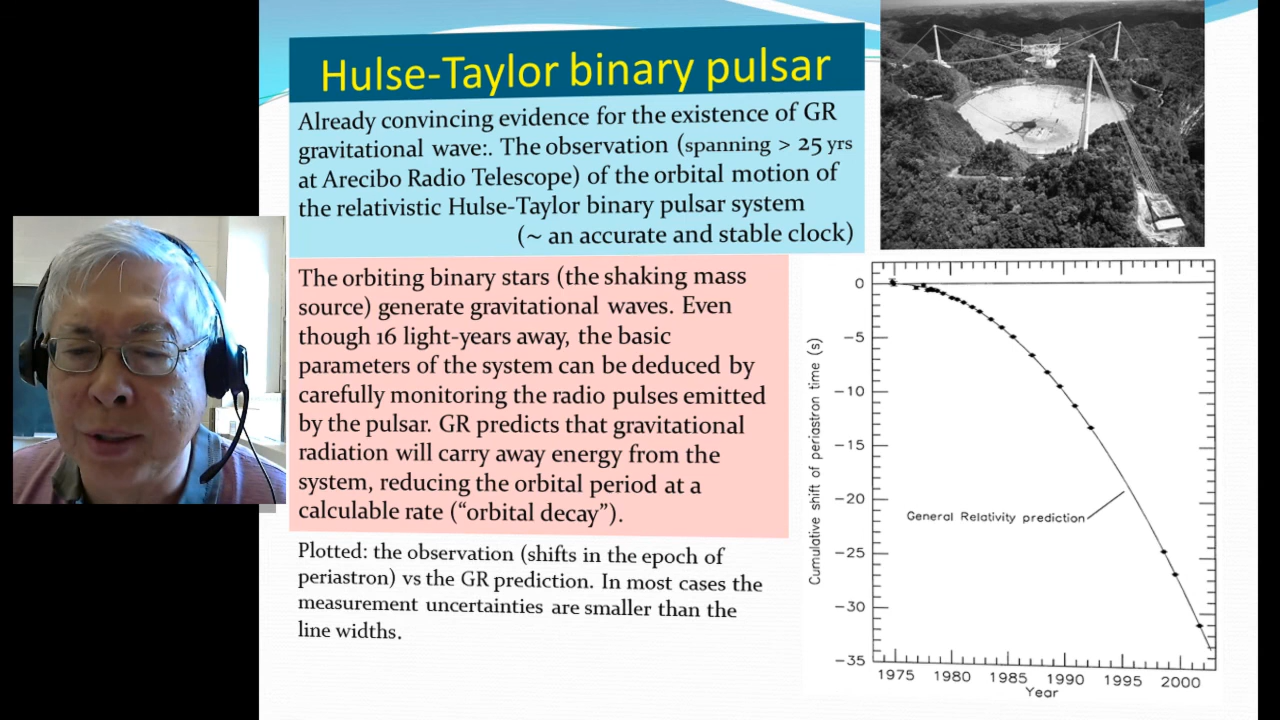 Hulse-Taylor binary pulsar
Already convincing evidence for the existence of GR
gravitational wave:. The observation (spanning > 25 yrs
at Arecibo Radio Telescope) of the orbital motion of
the relativistic Hulse-Taylor binary pulsar system
(~ an accurate and stable clock)
The orbiting binary stars (the shaking mass
source) generate gravitational waves. Even
though 16 light-years away, the basic
parameters of the system can be deduced by
carefully monitoring the radio pulses emitted
by the pulsar. GR predicts that gravitational
radiation will carry away energy from the
system, reducing the orbital period at a
calculable rate (“orbital decay”).
Plotted: the observation (shifts in the epoch of
periastron) vs the GR prediction. In most cases the
measurement uncertainties are smaller than the
line widths.
Cumulative shift of periastron time (s)
0
−5
−10
−15
−20
−25
−30
−35
General Relativity prediction
1975 1980 1985 1990 1995 2000
Year